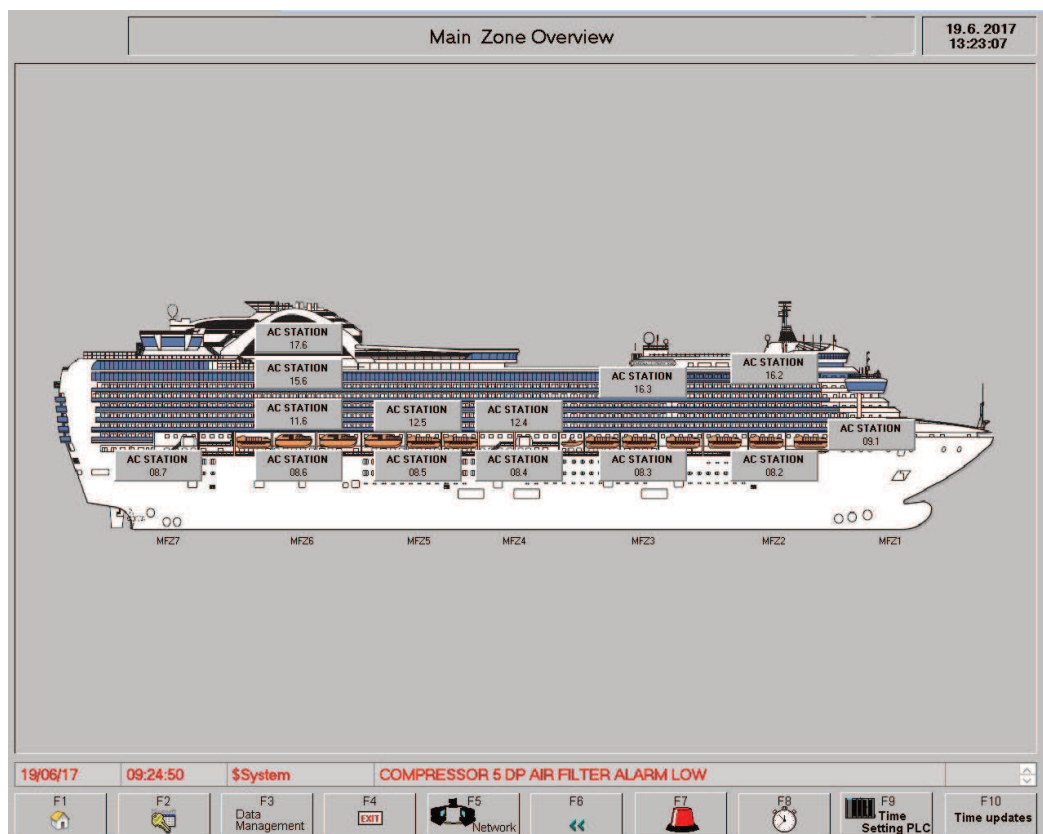 Main Zone Overview
19.6.2017
13:23:07
AC STATION
17.6
AC STATION
15.6
AC STATION
16.3
AC STATION
16.2
AC STATION
11.6
AC STATION
12.5
AC STATION
12.4
AC STATION
09.1
AC STATION
08.7
AC STATION
08.6
AC STATION
08.5
AC STATION
08.4
AC STATION
08.3
AC STATION
08.2
MFZ7 MFZ6 MFZ5 MFZ4 MFZ3 MFZ2 MFZ1
19/06/17 09:24:50 $System COMPRESSOR 5 DP AIR FILTER ALARM LOW
F1
F2
F3
Data
Management
F4
EXIT
F5
Network
F6
F7
F8
F9
Time
Setting PLC
F10
Time updates